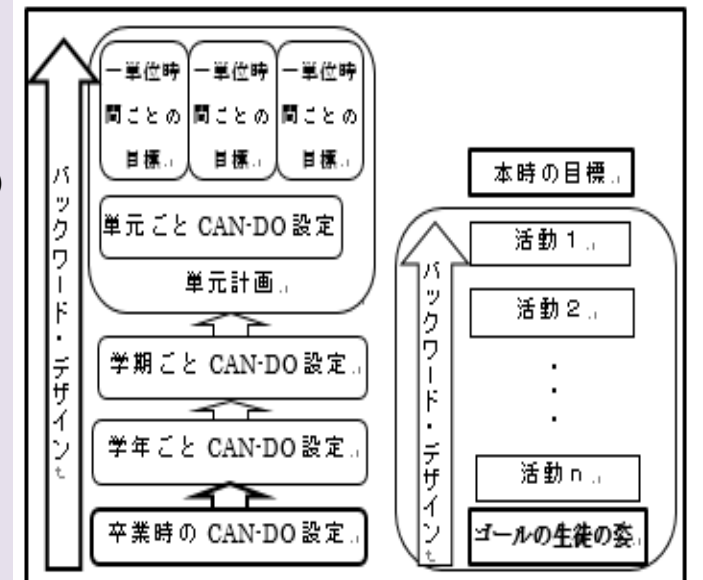 バックワード・デザイン
一単位時
間ごとの
目標
一単位時
間ごとの
目標
一単位時
間ごとの
目標
単元ごと CAN-DO 設定
単元計画
学期ごと CAN-DO 設定
学年ごと CAN-DO 設定
卒業時の CAN-DO 設定
本時の目標
バックワード・デザイン
活動1
活動2
・
・
・
活動n
ゴールの生徒の姿